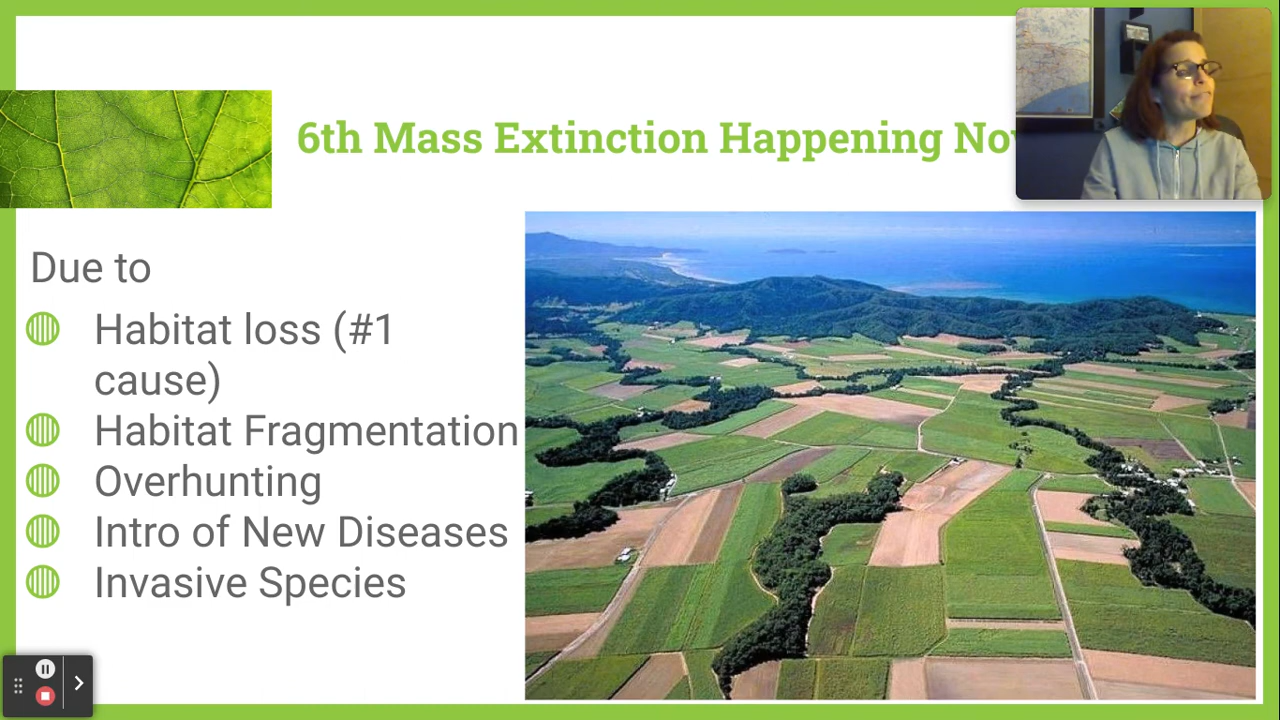 6th Mass Extinction Happening No
Due to
Habitat loss (#1
cause)
Habitat Fragmentation
Overhunting
Intro of New Diseases
Invasive Species